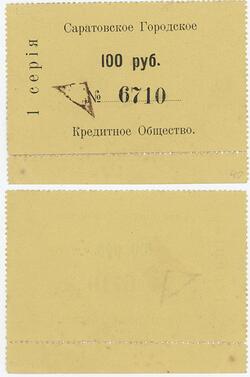 1 серія
Саратовское Городское
100 руб.
№ 6710
Кредитное Общество.